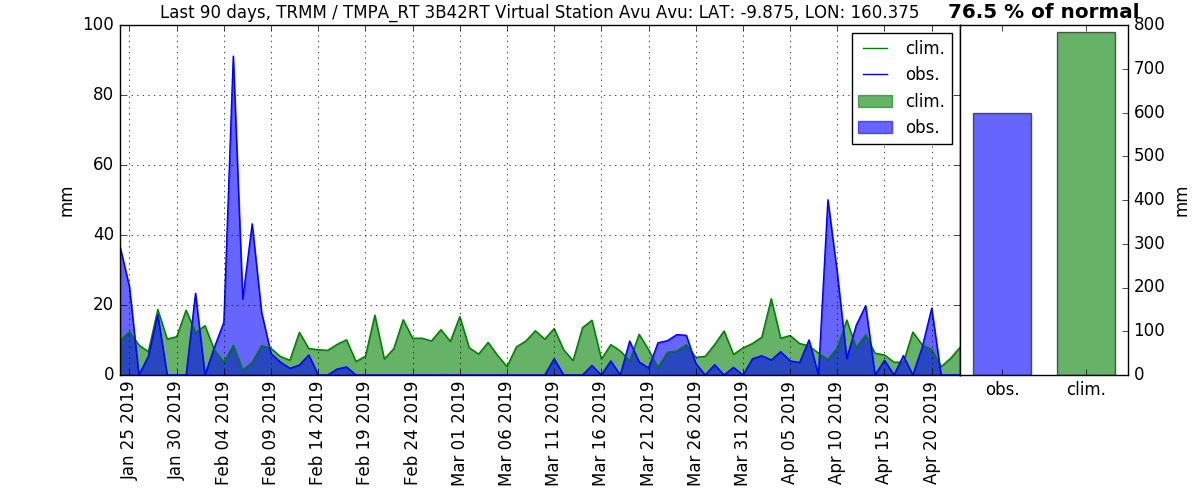 Last 90 days, TRMM / TMPA_RT 3B42RT Virtual Station Avu Avu: LAT: -9.875, LON: 160.375
76.5 % of normal
clim.
obs.
clim.
obs.
mm
100
80
60
40
20
0
Jan 25 2019
Jan 30 2019
Feb 04 2019
Feb 09 2019
Feb 14 2019
Feb 19 2019
Feb 24 2019
Mar 01 2019
Mar 06 2019
Mar 11 2019
Mar 16 2019
Mar 21 2019
Mar 26 2019
Mar 31 2019
Apr 05 2019
Apr 10 2019
Apr 15 2019
Apr 20 2019
800
700
600
500
400
300
200
100
0
mm
obs.
clim.